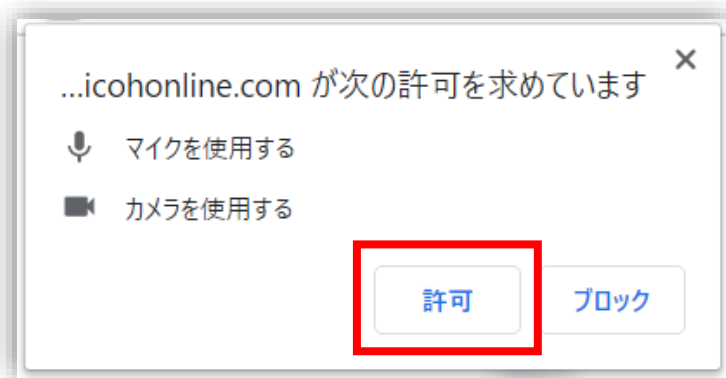 ...icohonline.com が次の許可を求めています
マイクを使用する
カメラを使用する
許可 ブロック